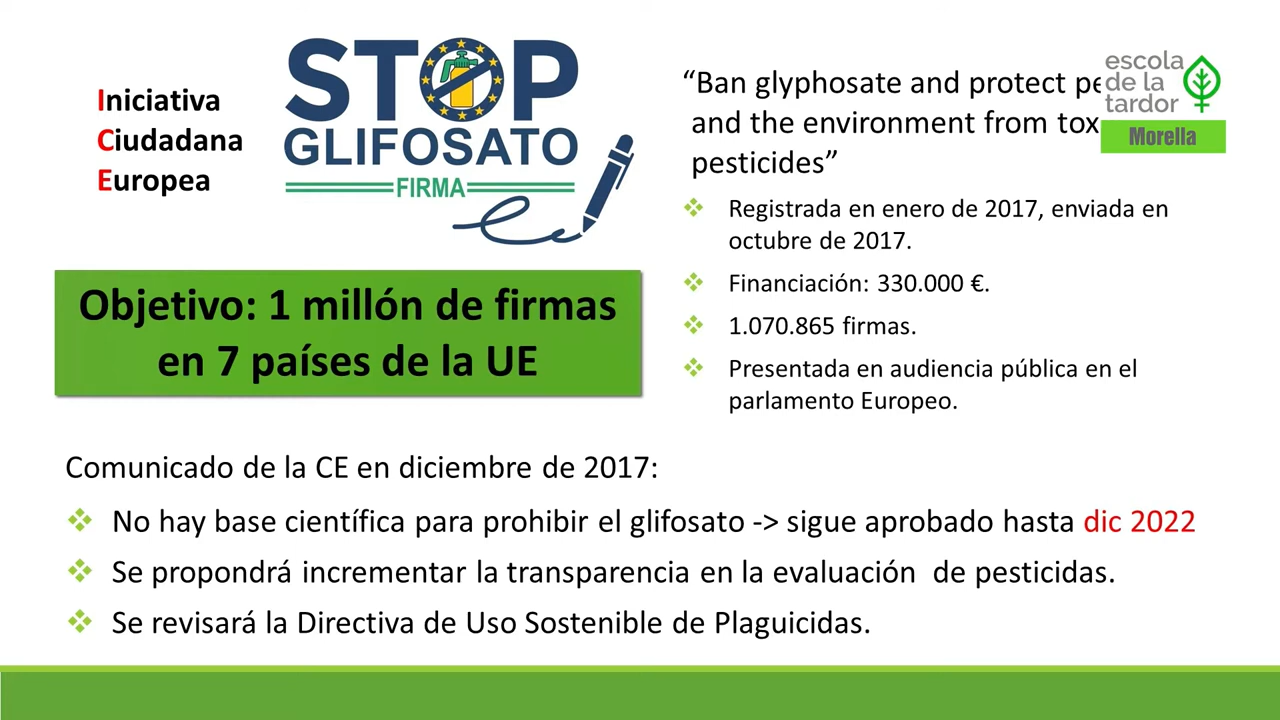 Iniciativa
Ciudadana
Europea
STOP
GLIFOSATO
FIRMA
Objetivo: 1 millón de firmas
en 7 países de la UE
“Ban glyphosate and protect
and the environment from
pesticides”
escola
de la
tardor
Morella
Registrada en enero de 2017, enviada en
octubre de 2017.
Financiación: 330.000 €.
1.070.865 firmas.
Presentada en audiencia pública en el
parlamento Europeo.
Comunicado de la CE en diciembre de 2017:
No hay base científica para prohibir el glifosato -> sigue aprobado hasta dic 2022
Se propondrá incrementar la transparencia en la evaluación de pesticidas.
Se revisará la Directiva de Uso Sostenible de Plaguicidas.